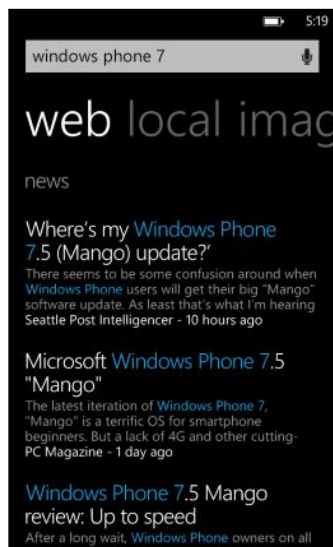 5:19
windows phone 7
web local imag
news
Where's my Windows Phone
7.5 (Mango) update?'
There seems to be some confusion around when
Windows Phone users will get their big "Mango"
software update. As least that's what I'm hearing
Seattle Post Intelligencer - 10 hours ago
Microsoft Windows Phone 7.5
"Mango"
The latest iteration of Windows Phone 7,
"Mango" is a terrific OS for smartphone
beginners. But a lack of 4G and other cutting-
PC Magazine - 1 day ago
Windows Phone 7.5 Mango
review: Up to speed
After a long wait, Windows Phone owners on all